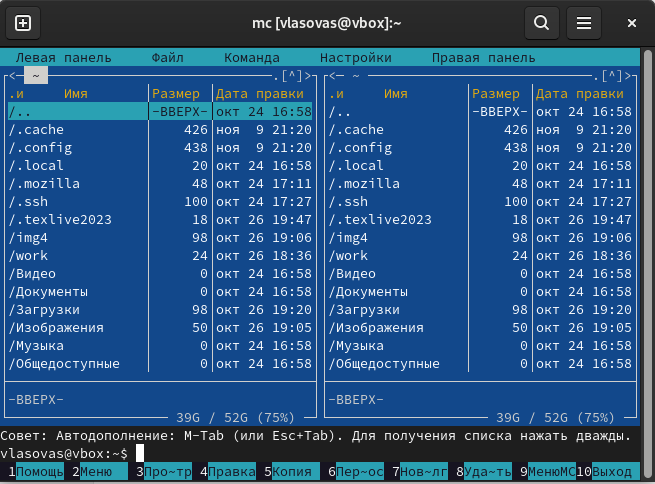 mc [vlasovas@vbox]:~
Левая панель Файл Команда Настройки Правая панель
<─ ~ .[^]> <─ ~ .[^]>
.и Имя Размер Дата правки .и Имя Размер Дата правки
/.. -ВВЕРХ- окт 24 16:58 /.. -ВВЕРХ- окт 24 16:58
/.cache 426 ноя 9 21:20 /.cache 426 ноя 9 21:20
/.config 438 ноя 9 21:20 /.config 438 ноя 9 21:20
/.local 20 окт 24 16:58 /.local 20 окт 24 16:58
/.mozilla 48 окт 24 17:11 /.mozilla 48 окт 24 17:11
/.ssh 100 окт 24 17:27 /.ssh 100 окт 24 17:27
/.texlive2023 18 окт 26 19:47 /.texlive2023 18 окт 26 19:47
/img4 98 окт 26 19:06 /img4 98 окт 26 19:06
/work 24 окт 26 18:36 /work 24 окт 26 18:36
/Видео 0 окт 24 16:58 /Видео 0 окт 24 16:58
/Документы 0 окт 24 16:58 /Документы 0 окт 24 16:58
/Загрузки 98 окт 26 19:20 /Загрузки 98 окт 26 19:20
/Изображения 50 окт 26 19:05 /Изображения 50 окт 26 19:05
/Музыка 0 окт 24 16:58 /Музыка 0 окт 24 16:58
/Общедоступные 0 окт 24 16:58 /Общедоступные 0 окт 24 16:58
-ВВЕРХ- -ВВЕРХ-
39G / 52G (75%) 39G / 52G (75%)
Совет: Автодополнение: M-Tab (или Esc+Tab). Для получения списка нажать дважды.
vlasovas@vbox:~$
1Помощь 2Меню 3Про~тр 4Правка 5Копия 6Пер~ос 7Нов~лг 8Уда~ть 9МенюMC 10Выход